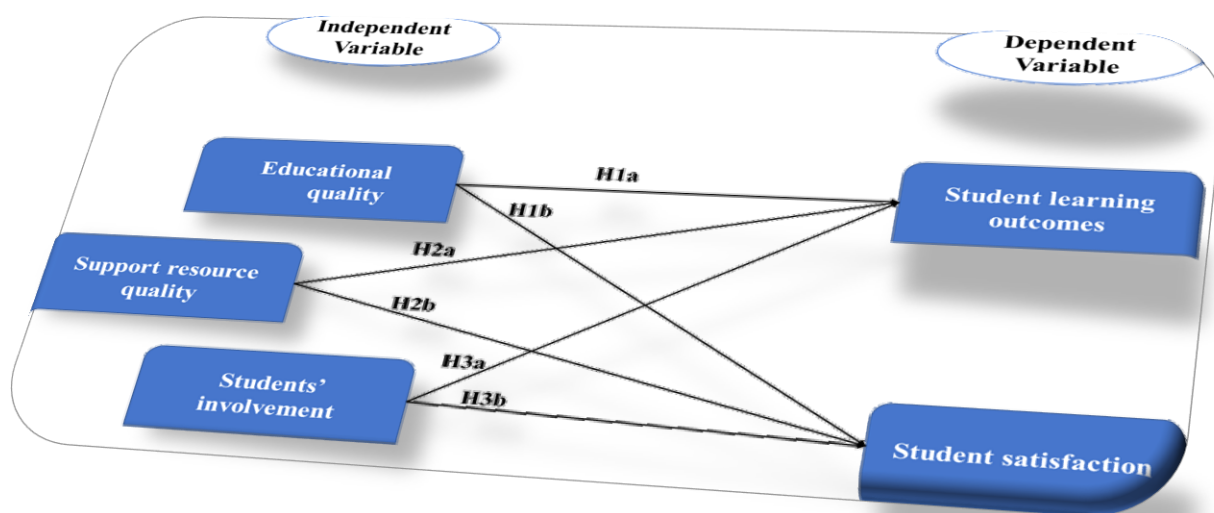 Independent
Variable
Dependent
Variable
Educational
quality
H1a
Student learning
outcomes
H1b
H2a
Support resource
quality
H2b
H3a
Students’
involvement
H3b
Student satisfaction